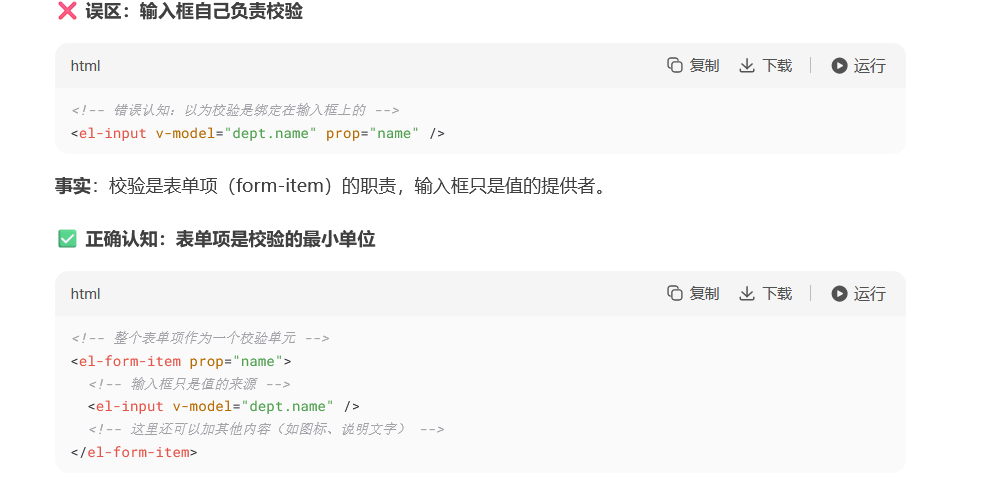 ❌ 误区：输入框自己负责校验
html 复制 下载 运行
<!-- 错误认知：以为校验是绑定在输入框上的 -->
<el-input v-model="dept.name" prop="name" />
事实：校验是表单项（form-item）的职责，输入框只是值的提供者。
✅ 正确认知：表单项是校验的最小单位
html 复制 下载 运行
<!-- 整个表单项作为一个校验单元 -->
<el-form-item prop="name">
  <!-- 输入框只是值的来源 -->
  <el-input v-model="dept.name" />
  <!-- 这里还可以加其他内容（如图标、说明文字） -->
</el-form-item>